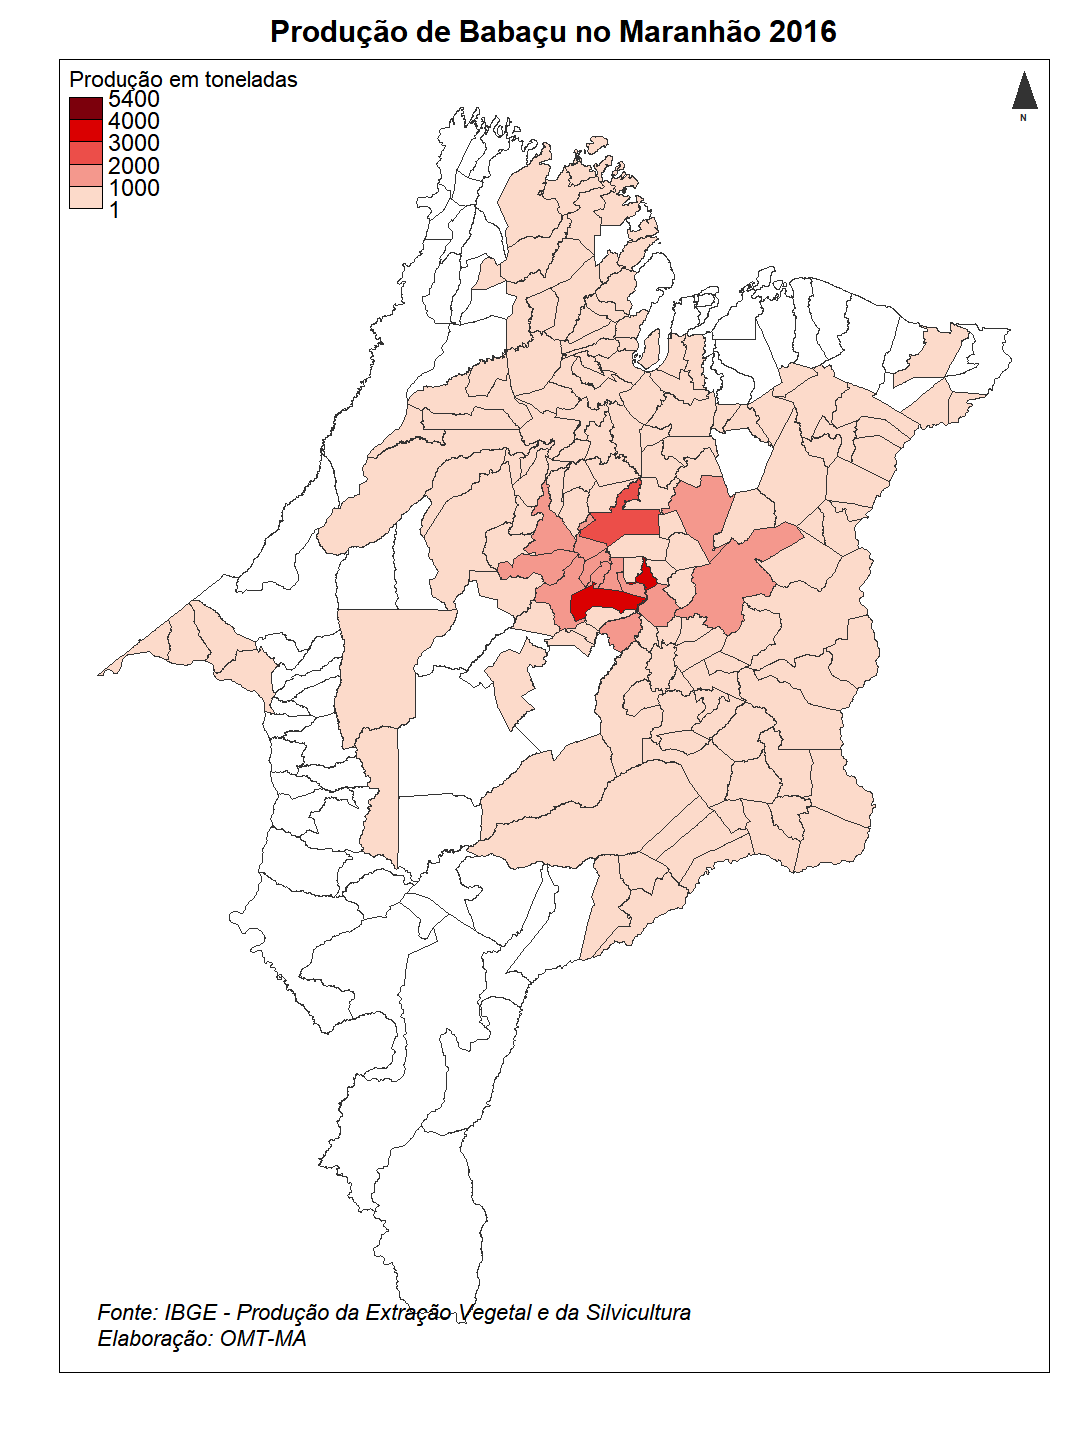 Produção de Babaçu no Maranhão 2016
Produção em toneladas
5400
4000
3000
2000
1000
1
N
Fonte: IBGE - Produção da Extração Vegetal e da Silvicultura
Elaboração: OMT-MA